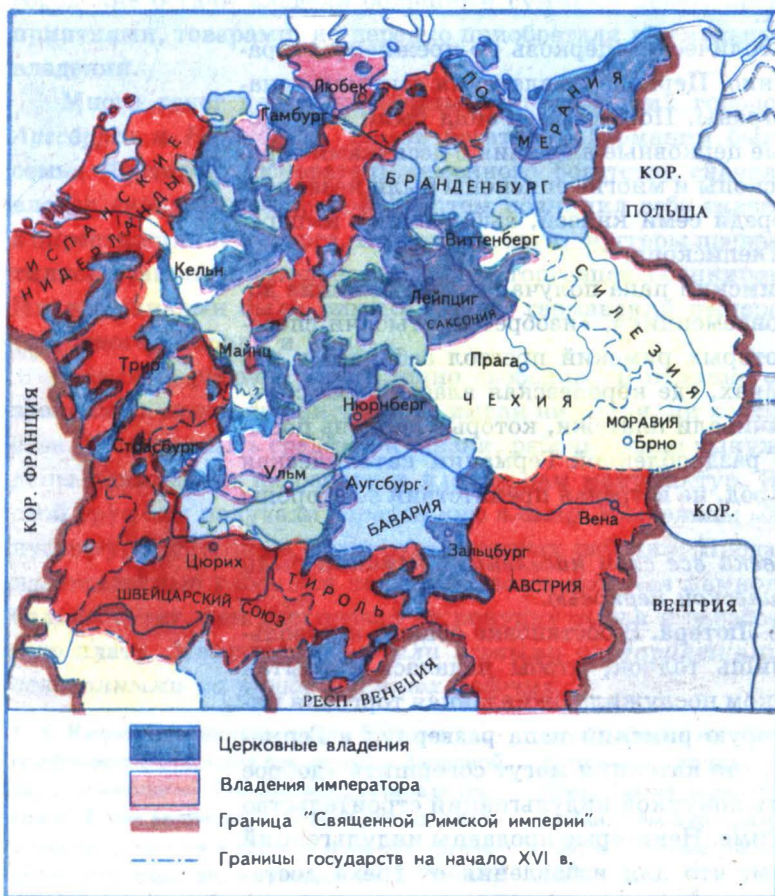 Любек
Гамбург
ПОМЕРАНИЯ
КОР.
ПОЛЬША
БРАНДЕНБУРГ
ИСПАНСКИЕ
НИДЕРЛАНДЫ
Виттенберг
СИЛЕЗИЯ
Кельн
Лейпциг
САКСОНИЯ
Майнц
Прага
Трир
ЧЕХИЯ
Нюрнберг
МОРАВИЯ
Брно
КОР. ФРАНЦИЯ
Страсбург
Ульм
Аугсбург.
БАВАРИЯ
Вена
КОР.
ВЕНГРИЯ
Зальцбург
Цюрих
ТИРОЛЬ
АВСТРИЯ
ШВЕЙЦАРСКИЙ СОЮЗ
РЕСП. ВЕНЕЦИЯ
Церковные владения
Владения императора
Граница "Священной Римской империи"
Границы государств на начало XVI в.